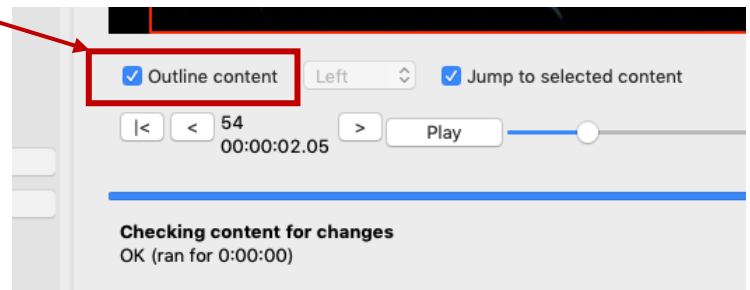 Outline content Left Jump to selected content
|< < 54 > Play
00:00:02.05
Checking content for changes
OK (ran for 0:00:00)